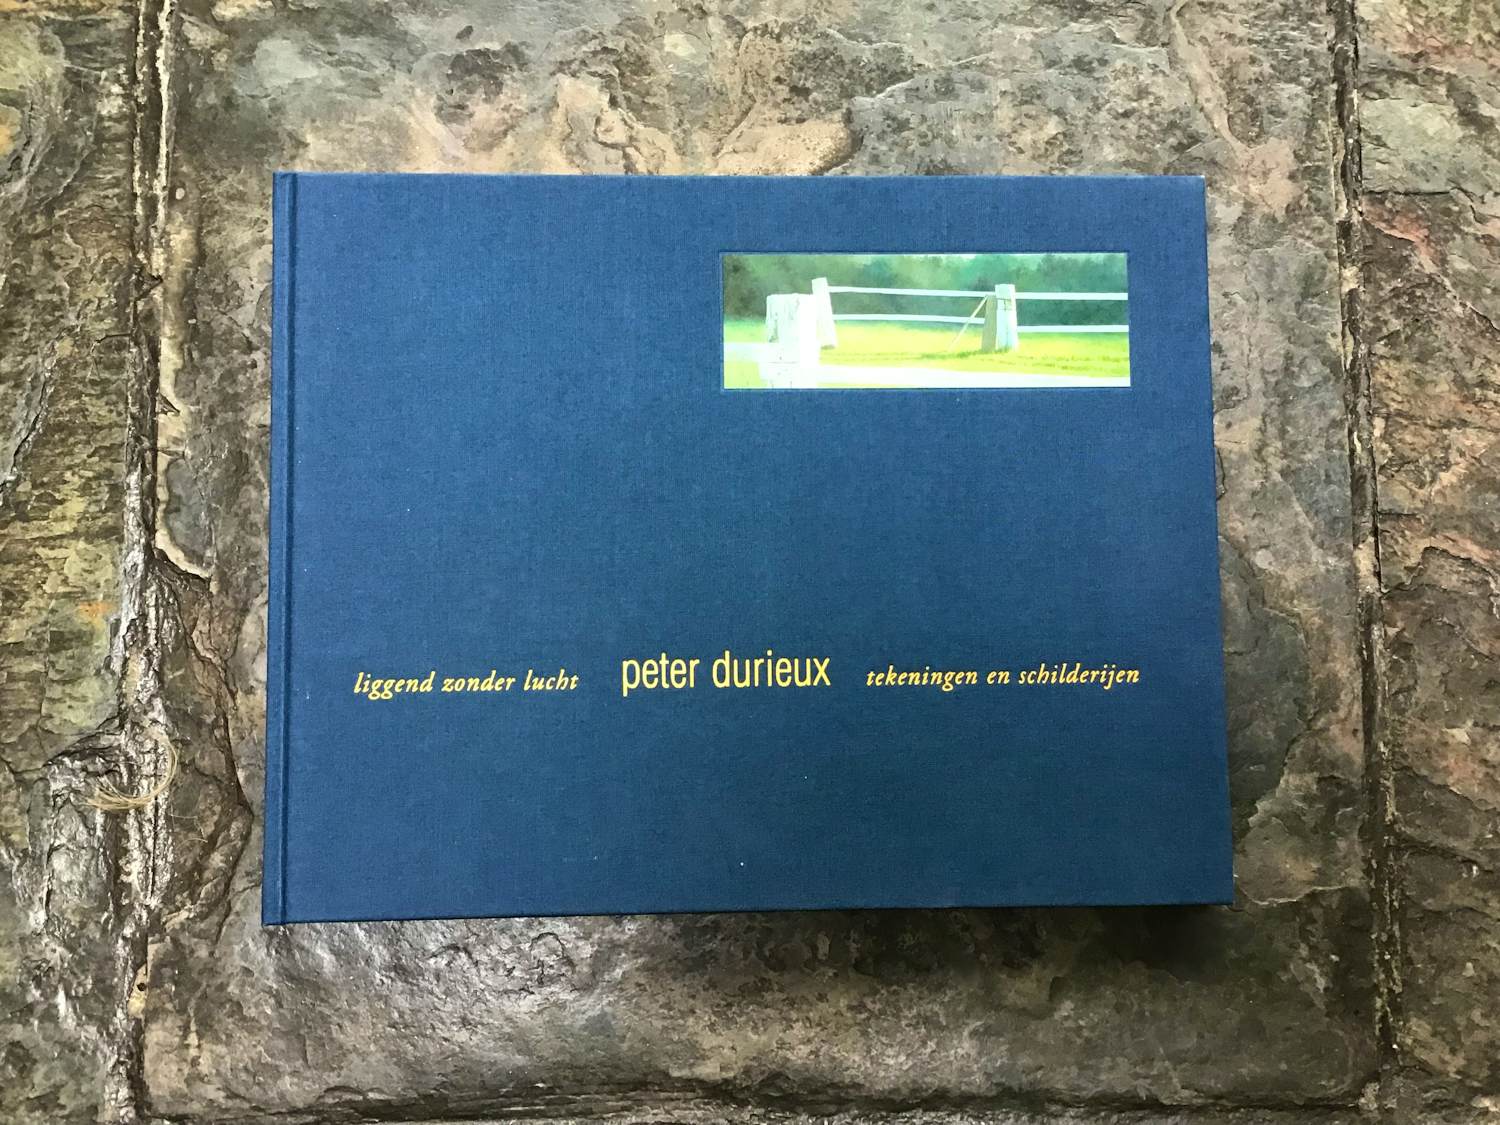 liggend zonder lucht peter durieux tekeningen en schilderijen